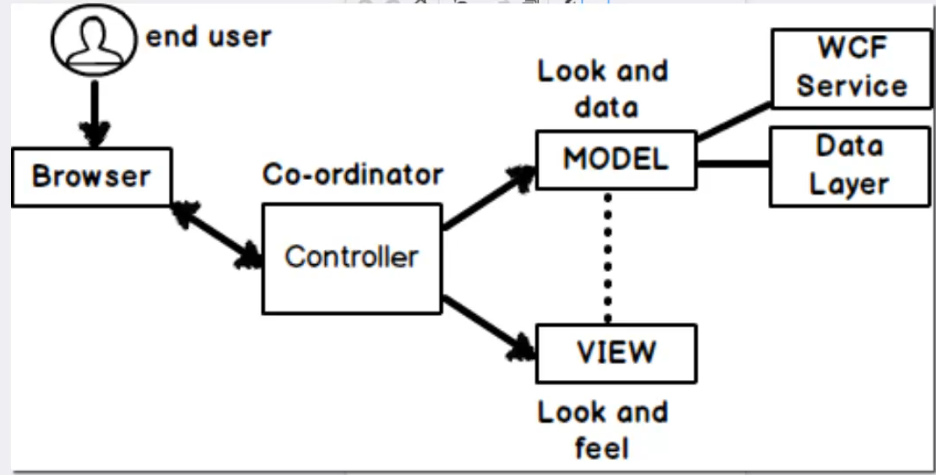 end user
Browser
Co-ordinator
Controller
Look and
data
MODEL
WCF
Service
Data
Layer
VIEW
Look and
feel